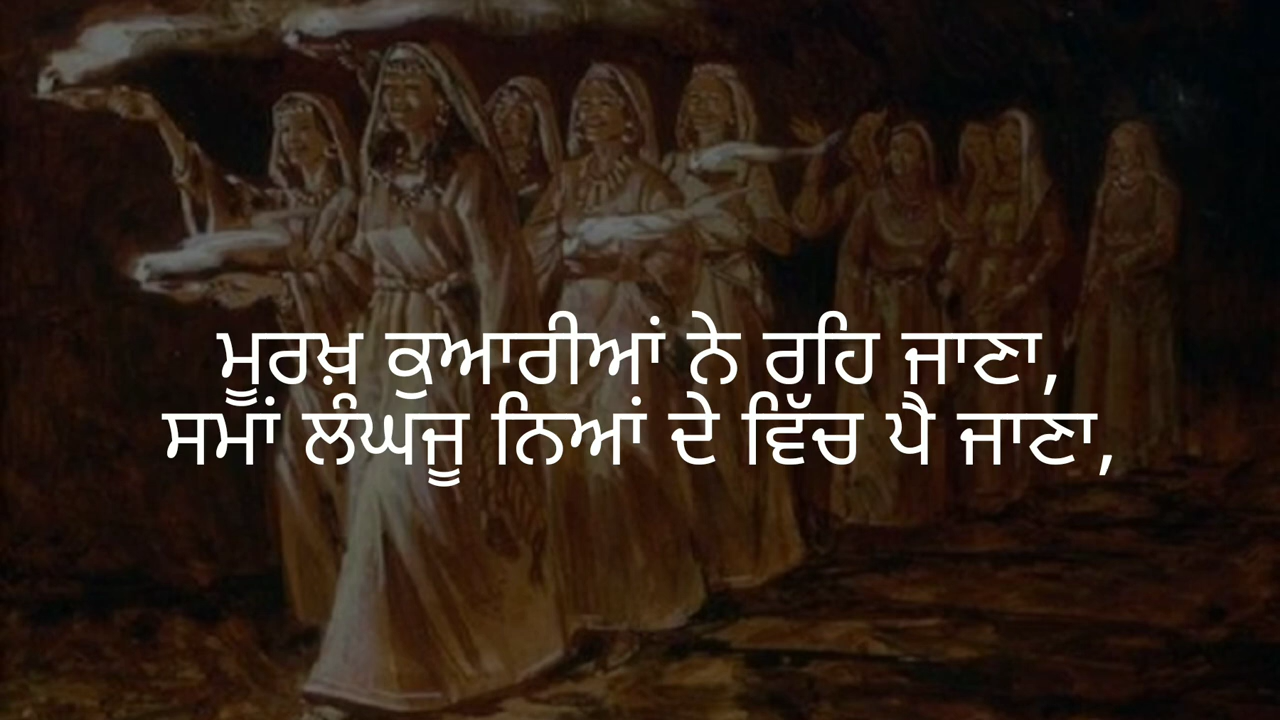 ਮੂਰਖ਼ ਕੁਆਰੀਆਂ ਨੇ ਰਹਿ ਜਾਣਾ,
ਸਮਾਂ ਲੰਘਜੂ ਨਿਆਂ ਦੇ ਵਿੱਚ ਪੈ ਜਾਣਾ,